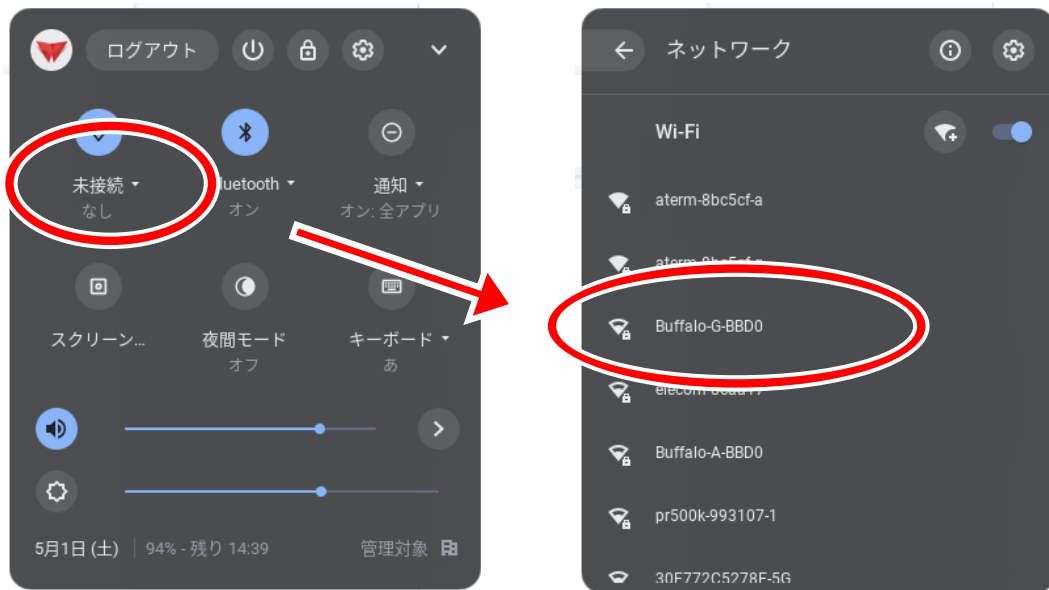 ログアウト
未接続
なし
luetooth
オン
通知
オン: 全アプリ
スクリーン...
夜間モード
オフ
キーボード
あ
5月1日 (土)
94% - 残り 14:39
管理対象
ネットワーク
Wi-Fi
aterm-8bc5cf-a
Buffalo-G-BBD0
Buffalo-A-BBD0
pr500k-993107-1
30F772C5278F-5G